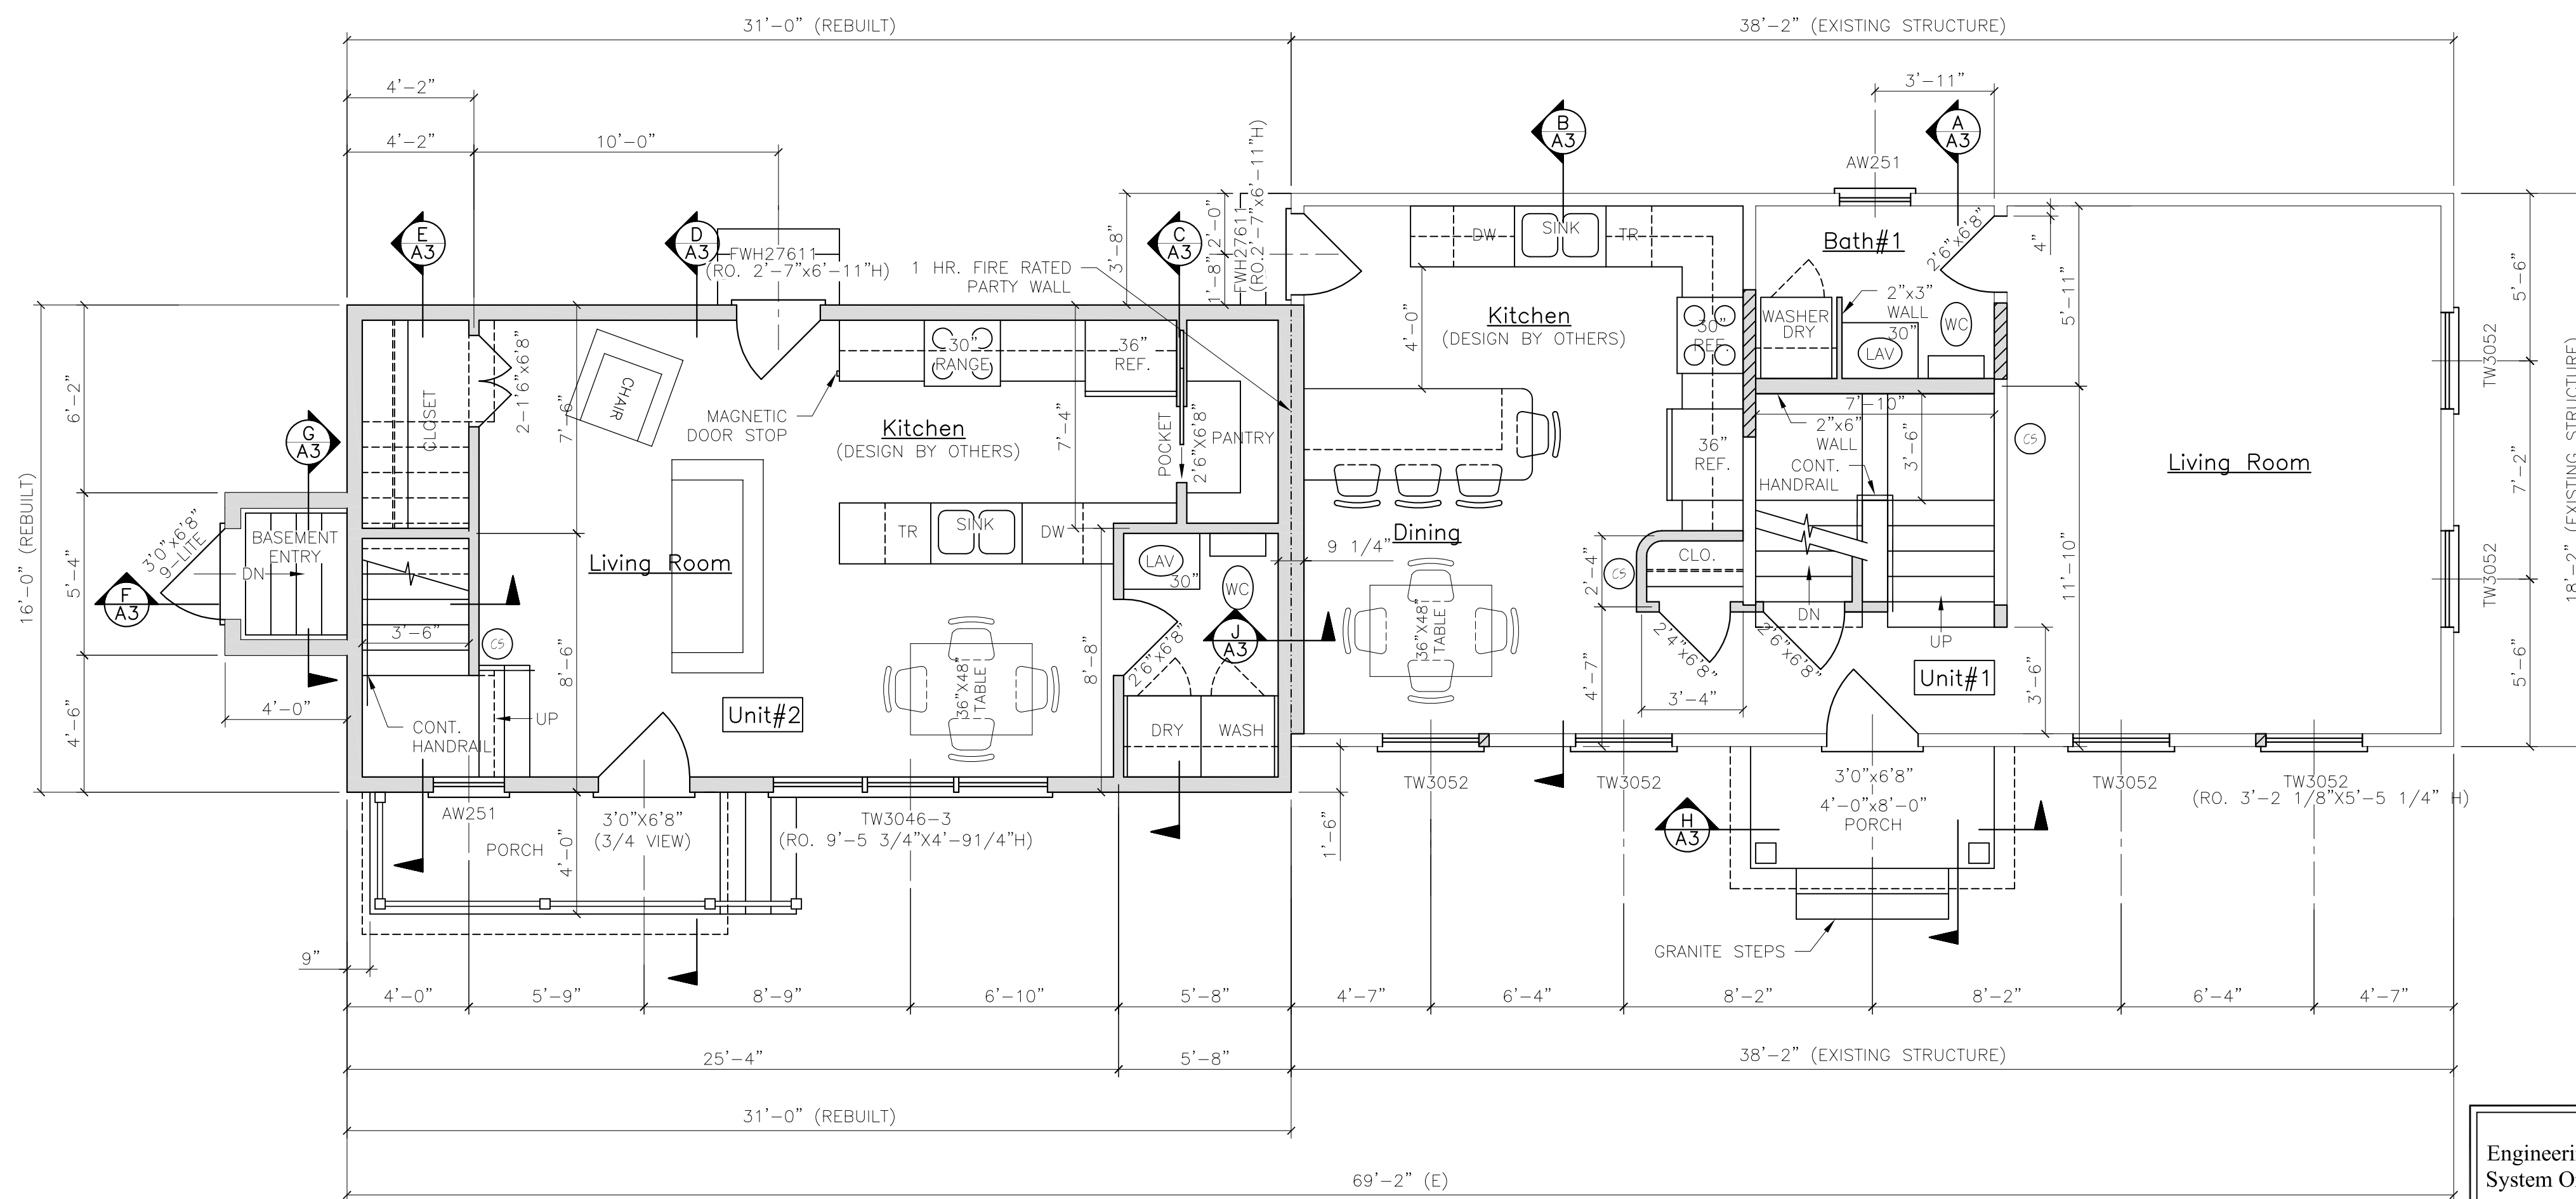 31'-0" (REBUILT)
38'-2" (EXISTING STRUCTURE)
4'-2"
3'-11"
4'-2"
10'-0"
B
A3
A
A3
AW251
E
A3
D
A3
C
A3
FWH27611
(RO. 2'-7"x6'-11"H)
1 HR. FIRE RATED
PARTY WALL
3'-8"
2'-0"
1'-8"
FWH27611
(RO.2'-7"x6'-11"H)
DW
SINK
TR
Bath#1
2'6"x6'8"
4"
5'-11"
5'-6"
TW3052
7'-2"
TW3052
5'-6"
18'-2" (EXISTING STRUCTURE)
16'-0" (REBUILT)
6'-2"
5'-4"
4'-6"
G
A3
F
A3
3'0"x6'8"
9-LITE
BASEMENT
ENTRY
DN
4'-0"
CLOSET
2-1'6"x6'8"
7'-6"
CHAIR
MAGNETIC
DOOR STOP
30"
RANGE
36"
REF.
Kitchen
(DESIGN BY OTHERS)
7'-4"
POCKET
2'6"X6'8"
PANTRY
TR
SINK
DW
Living Room
LAV
30"
WC
9 1/4"
Kitchen
(DESIGN BY OTHERS)
4'-0"
30"
REF.
36"
REF.
WASHER
DRY
2"x3"
WALL
30"
LAV
WC
7'-10"
2"x6"
WALL
CONT.
HANDRAIL
3'-6"
CS
Living Room
Dining
CLO.
CS
2'-4"
11'-10"
DN
UP
3'-6"
CS
8'-6"
CONT.
HANDRAIL
UP
Unit#2
36"X48"
TABLE
8'-8"
2'6"X6'8"
J
A3
DRY
WASH
36"X48"
TABLE
4'-7"
2'4"x6'8"
2'6"x6'8"
3'-4"
Unit#1
3'-6"
AW251
PORCH
3'0"X6'8"
(3/4 VIEW)
4'-0"
TW3046-3
(RO. 9'-5 3/4"X4'-91/4"H)
1'-6"
TW3052
TW3052
3'0"x6'8"
4'-0"x8'-0"
PORCH
H
A3
TW3052
TW3052
(RO. 3'-2 1/8"X5'-5 1/4" H)
GRANITE STEPS
9"
4'-0"
5'-9"
8'-9"
6'-10"
5'-8"
4'-7"
6'-4"
8'-2"
8'-2"
6'-4"
4'-7"
25'-4"
5'-8"
38'-2" (EXISTING STRUCTURE)
31'-0" (REBUILT)
69'-2" (E)
Engineeri
System O